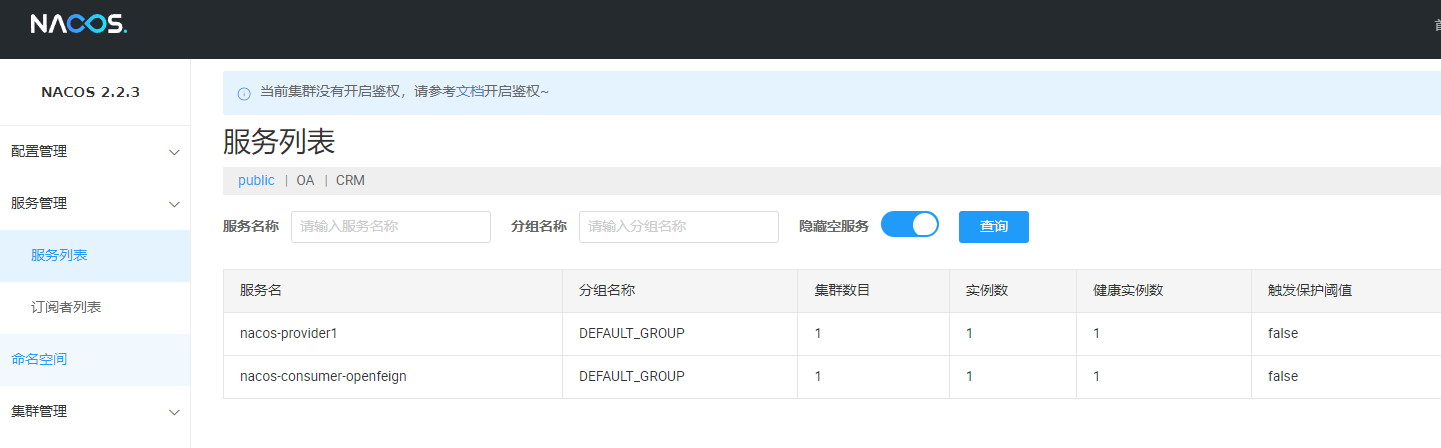 NACOS.
首
NACOS 2.2.3
配置管理
服务管理
服务列表
订阅者列表
命名空间
集群管理
当前集群没有开启鉴权，请参考文档开启鉴权~
服务列表
public | OA | CRM
服务名称 请输入服务名称 分组名称 请输入分组名称 隐藏空服务 查询
服务名 分组名称 集群数目 实例数 健康实例数 触发保护阈值
nacos-provider1 DEFAULT_GROUP 1 1 1 false
nacos-consumer-openfeign DEFAULT_GROUP 1 1 1 false